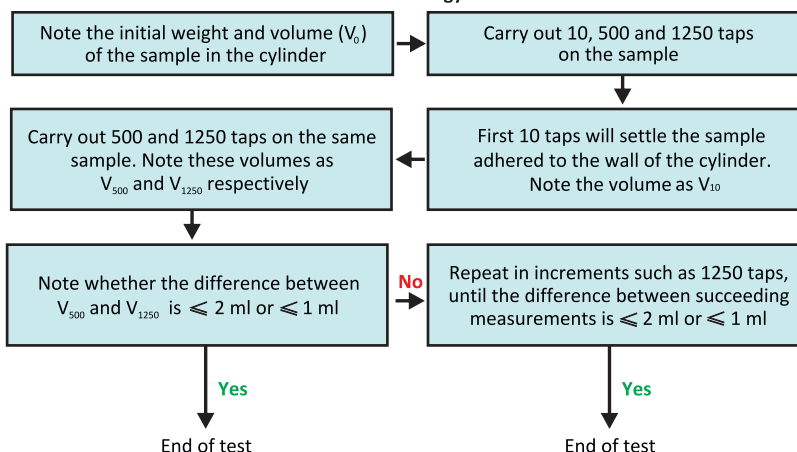 gy
Note the initial weight and volume (V0)
of the sample in the cylinder
Carry out 10, 500 and 1250 taps
on the sample
First 10 taps will settle the sample
adhered to the wall of the cylinder.
Note the volume as V10
Carry out 500 and 1250 taps on the same
sample. Note these volumes as
V500 and V1250 respectively
Note whether the difference between
V500 and V1250 is ⩽ 2 ml or ⩽ 1 ml
No
Repeat in increments such as 1250 taps,
until the difference between succeeding
measurements is ⩽ 2 ml or ⩽ 1 ml
Yes
Yes
End of test
End of test